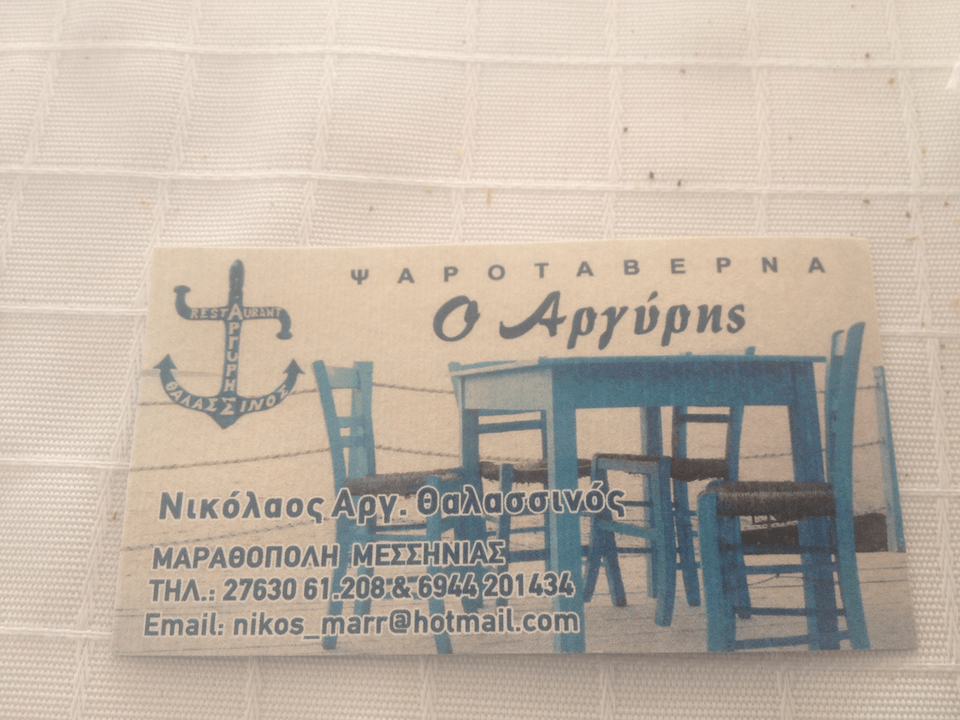 ΨΑΡΟΤΑΒΕΡΝΑ
Ο Αργύρης
RESTAURANT
ΑΡΓΥΡΗΣ
ΘΑΛΑΣΣΙΝΟΣ
Νικόλαος Αργ. Θαλασσινός
ΜΑΡΑΘΟΠΟΛΗ ΜΕΣΣΗΝΙΑΣ
ΤΗΛ.: 27630 61.208 & 6944 201434
Email: nikos_marr@hotmail.com